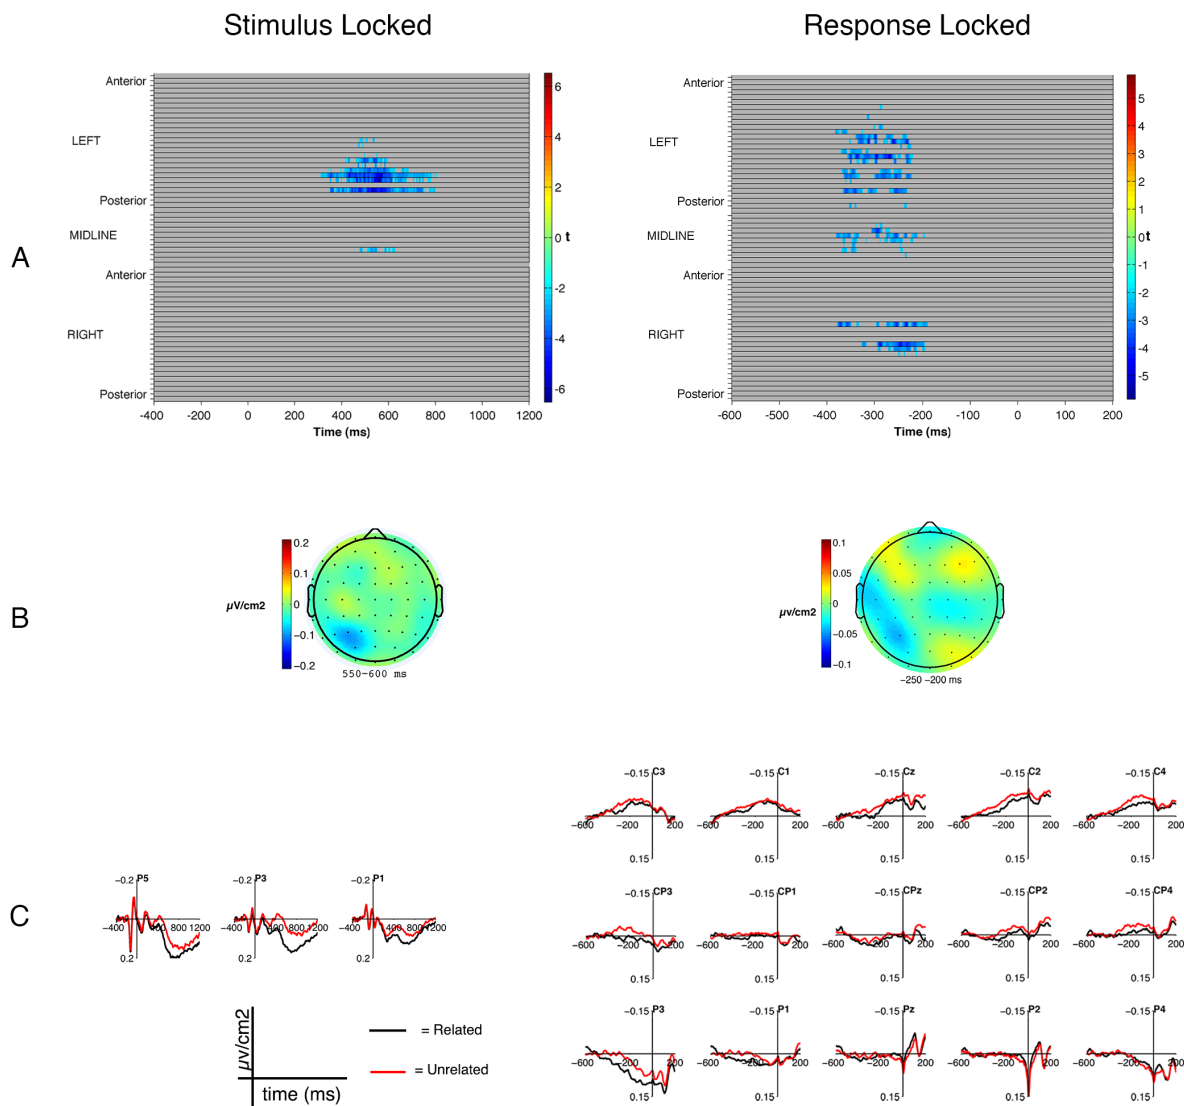 Stimulus Locked
Response Locked
A
Anterior
LEFT
Posterior
MIDLINE
Anterior
RIGHT
Posterior
-400 -200 0 200 400 600 800 1000 1200
Time (ms)
6
4
2
0 t
-2
-4
-6
Anterior
LEFT
Posterior
MIDLINE
Anterior
RIGHT
Posterior
-600 -400 -300 -200 -100 0 100 200
Time (ms)
5
4
3
2
1
0 t
-1
-2
-3
-4
-5
B
0.2
0.1
0
-0.1
-0.2
µV/cm2
550-600 ms
0.1
0.05
0
-0.05
-0.1
µv/cm2
-250 -200 ms
C
-0.2 P5
-400 400 800 1200
0.2
-0.2 P3
-400 400 800 1200
0.2
-0.2 P1
-400 400 800 1200
0.2
µv/cm2
time (ms)
= Related
= Unrelated
-0.15 C3
-600 -200 200
0.15
-0.15 C1
-600 -200 200
0.15
-0.15 Cz
-600 -200 200
0.15
-0.15 C2
-600 -200 200
0.15
-0.15 C4
-600 -200 200
0.15
-0.15 CP3
-600 -200 200
0.15
-0.15 CP1
-600 -200 200
0.15
-0.15 CPz
-600 -200 200
0.15
-0.15 CP2
-600 -200 200
0.15
-0.15 CP4
-600 -200 200
0.15
-0.15 P3
-600 -200 200
0.15
-0.15 P1
-600 -200 200
0.15
-0.15 Pz
-600 -200 200
0.15
-0.15 P2
-600 -200 200
0.15
-0.15 P4
-600 -200 200
0.15